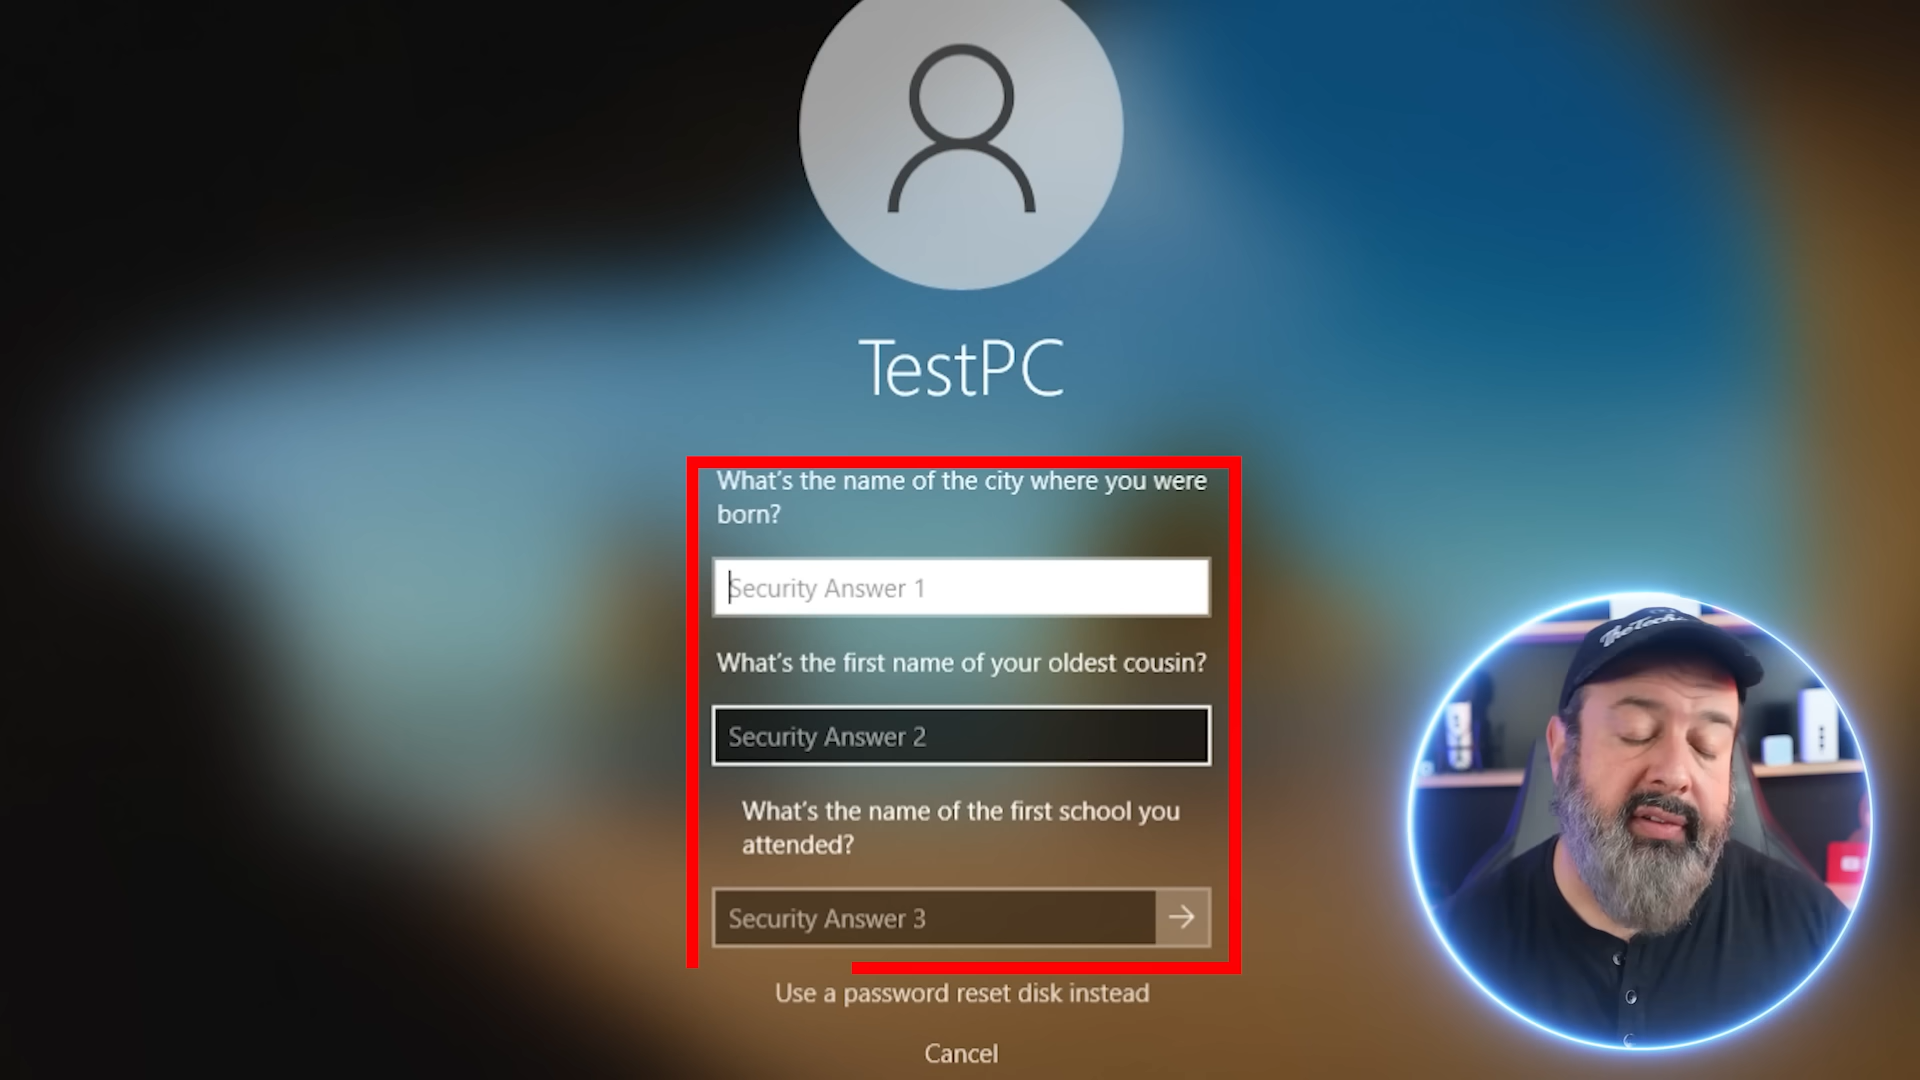 TestPC
What's the name of the city where you were
born?
Security Answer 1
What's the first name of your oldest cousin?
Security Answer 2
What's the name of the first school you
attended?
Security Answer 3
Use a password reset disk instead
Cancel